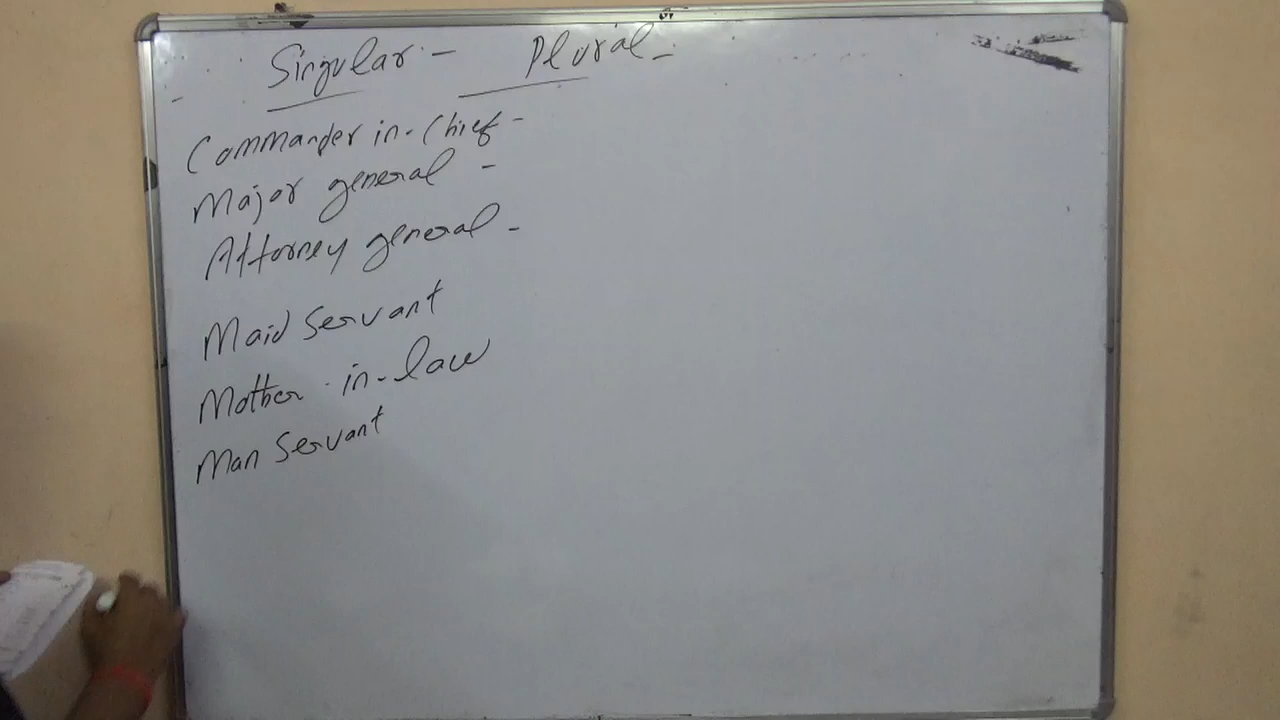 Singular - Plural -
Commander in-Chief -
Major general -
Attorney general -
Maid Servant
Mother-in-law
Man Servant